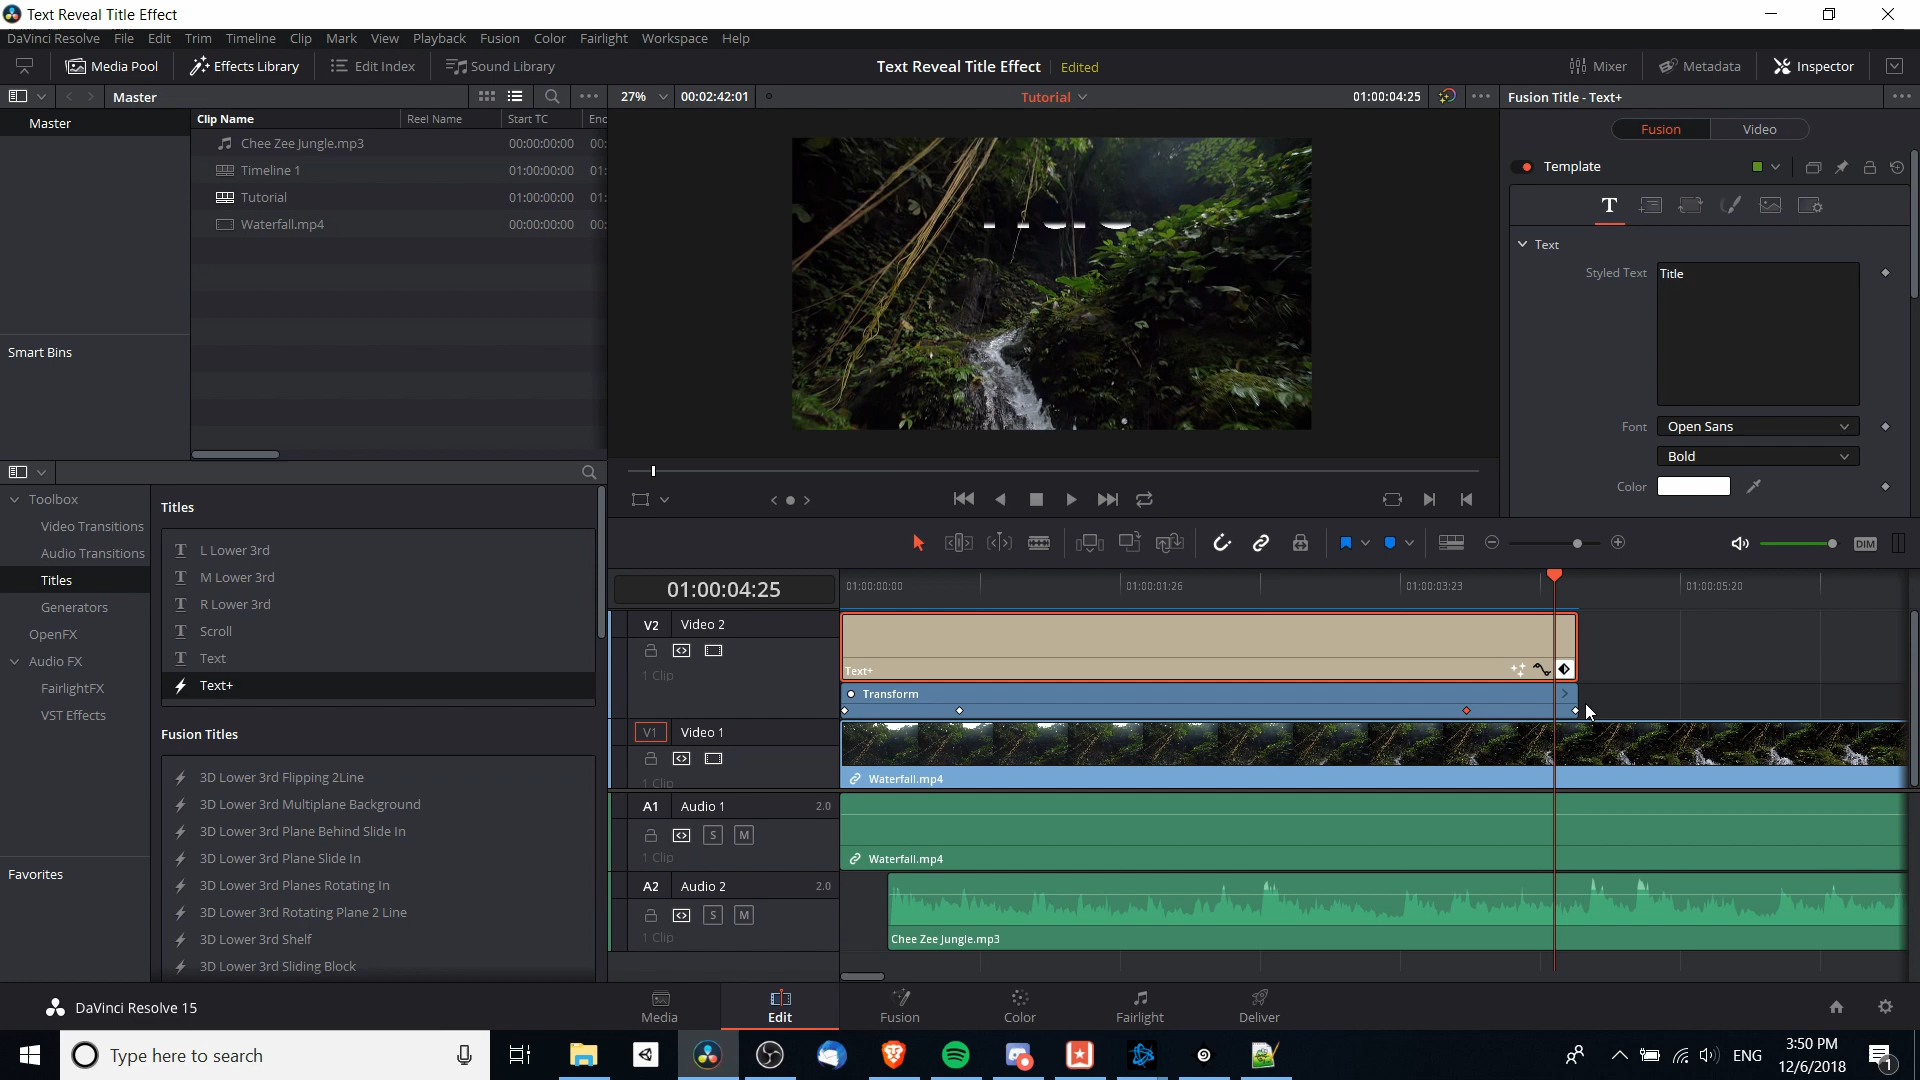 Text Reveal Title Effect
DaVinci Resolve File Edit Trim Timeline Clip Mark View Playback Fusion Color Fairlight Workspace Help
Media Pool Effects Library Edit Index Sound Library Text Reveal Title Effect Edited Mixer Metadata Inspector
Master 27% 00:02:42:01 Tutorial 01:00:04:25 Fusion Title - Text+
Master
Clip Name Reel Name Start TC
Chee Zee Jungle.mp3 00:00:00:00 00:
Timeline 1 01:00:00:00 01:
Tutorial 01:00:00:00 01:
Waterfall.mp4 00:00:00:00 00:
Smart Bins
Fusion Video
Template
Text
Styled Text Title
Font Open Sans
Bold
Color
Toolbox
Video Transitions
Audio Transitions
Titles
Generators
OpenFX
Audio FX
FairlightFX
VST Effects
Favorites
Titles
L Lower 3rd
M Lower 3rd
R Lower 3rd
Scroll
Text
Text+
Fusion Titles
3D Lower 3rd Flipping 2Line
3D Lower 3rd Multiplane Background
3D Lower 3rd Plane Behind Slide In
3D Lower 3rd Plane Slide In
3D Lower 3rd Planes Rotating In
3D Lower 3rd Rotating Plane 2 Line
3D Lower 3rd Shelf
3D Lower 3rd Sliding Block
DIM
01:00:04:25 01:00:00:00 01:00:01:26 01:00:03:23 01:00:05:20
V2 Video 2
1 Clip
Text+
Transform
V1 Video 1
1 Clip
Waterfall.mp4
A1 Audio 1 2.0
S M
1 Clip
Waterfall.mp4
A2 Audio 2 2.0
S M
1 Clip
Chee Zee Jungle.mp3
DaVinci Resolve 15 Media Edit Fusion Color Fairlight Deliver
Type here to search ENG 3:50 PM
12/6/2018
1